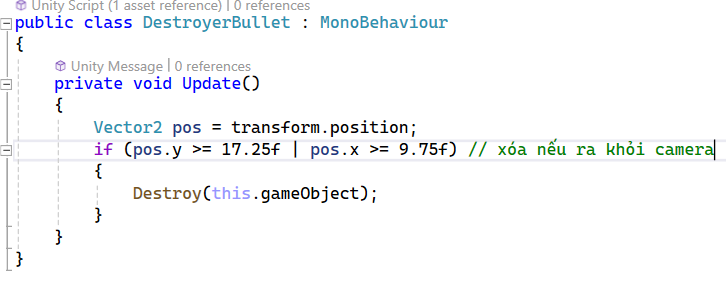 Unity Script (1 asset reference) | 0 references
public class DestroyerBullet : MonoBehaviour
{
Unity Message | 0 references
private void Update()
{
Vector2 pos = transform.position;
if (pos.y >= 17.25f | pos.x >= 9.75f) // xóa nếu ra khỏi camera
{
Destroy(this.gameObject);
}
}
}